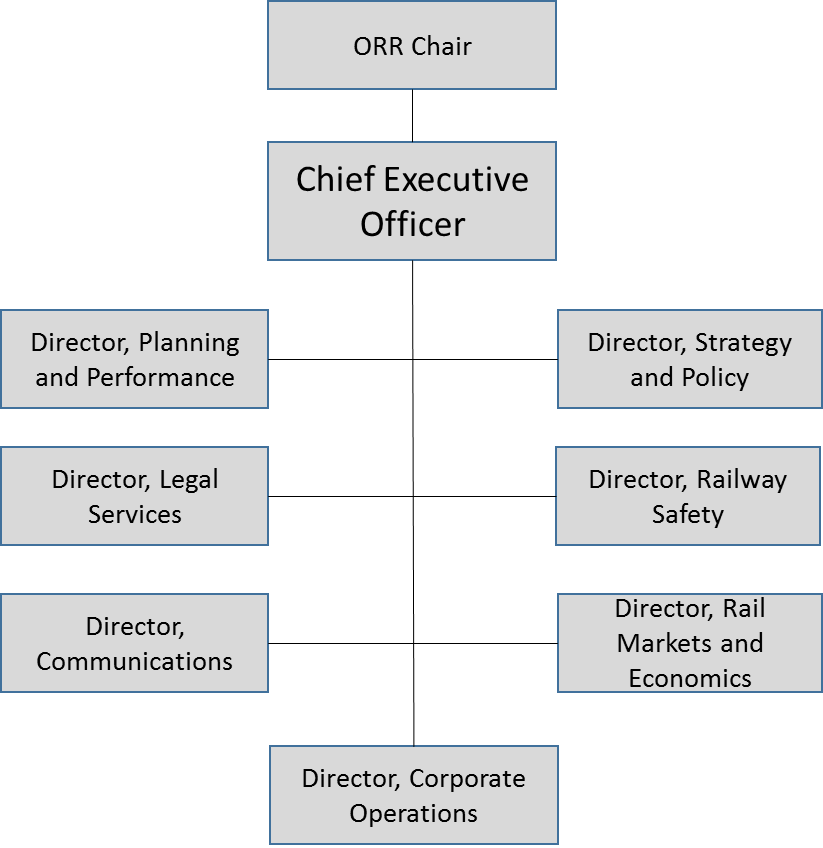 ORR Chair
Chief Executive
Officer
Director, Planning
and Performance
Director, Strategy
and Policy
Director, Legal
Services
Director, Railway
Safety
Director,
Communications
Director, Rail
Markets and
Economics
Director, Corporate
Operations